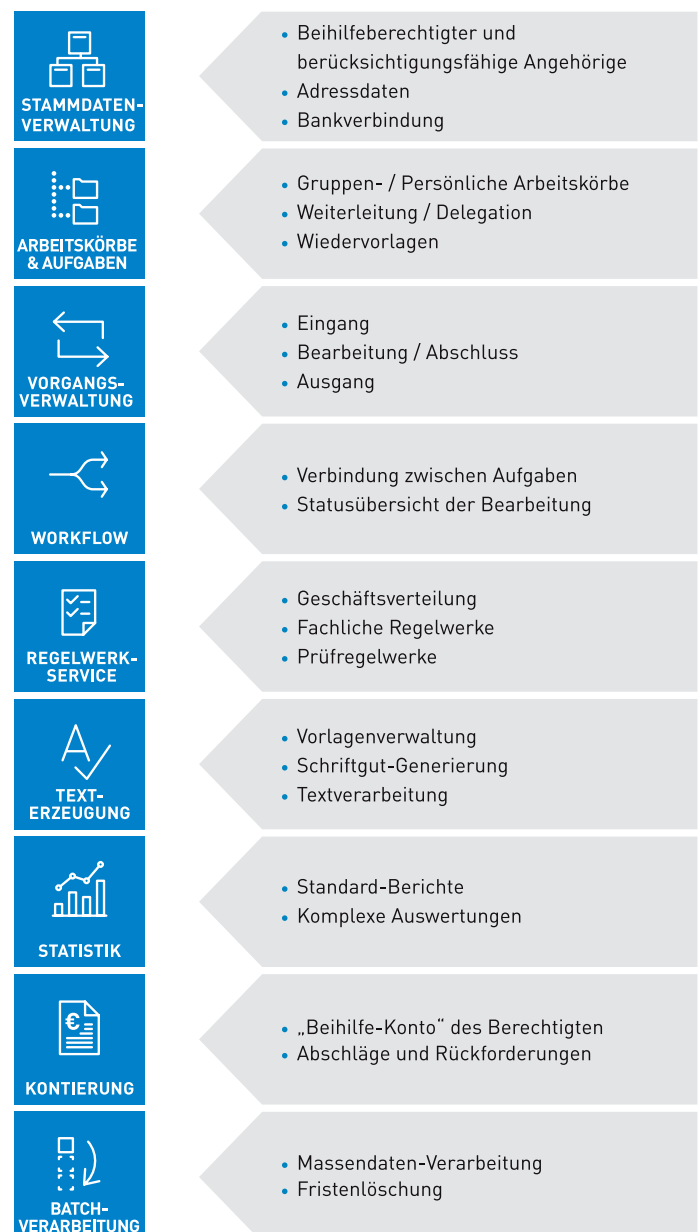 STAMMDATEN-
VERWALTUNG
• Beihilfeberechtigter und
berücksichtigungsfähige Angehörige
• Adressdaten
• Bankverbindung
ARBEITSKÖRBE
& AUFGABEN
• Gruppen- / Persönliche Arbeitskörbe
• Weiterleitung / Delegation
• Wiedervorlagen
VORGANGS-
VERWALTUNG
• Eingang
• Bearbeitung / Abschluss
• Ausgang
WORKFLOW
• Verbindung zwischen Aufgaben
• Statusübersicht der Bearbeitung
REGELWERK-
SERVICE
• Geschäftsverteilung
• Fachliche Regelwerke
• Prüfregelwerke
TEXT-
ERZEUGUNG
• Vorlagenverwaltung
• Schriftgut-Generierung
• Textverarbeitung
STATISTIK
• Standard-Berichte
• Komplexe Auswertungen
€
KONTIERUNG
• „Beihilfe-Konto“ des Berechtigten
• Abschläge und Rückforderungen
BATCH-
VERARBEITUNG
• Massendaten-Verarbeitung
• Fristenlöschung